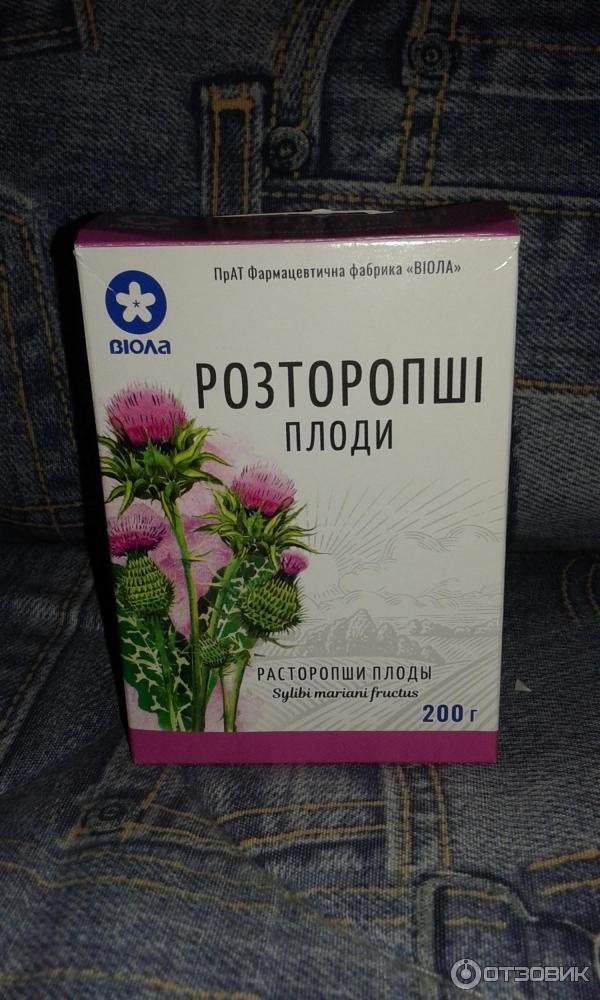 ПрАТ Фармацевтична фабрика «ВІОЛА»
ВІОЛА
РОЗТОРОПШІ
ПЛОДИ
РАСТОРОПШИ ПЛОДЫ
Sylibi mariani fructus
200 г
ОТЗОВИК